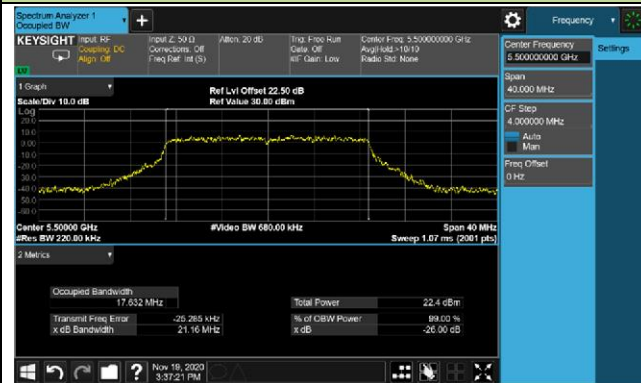 Spectrum Analyzer 1
Occupied BW
Frequency
KEYSIGHT
Input: RF
Coupling: DC
Align: Off
Input Z: 50 Ω
Corrections: Off
Freq Ref: Int (S)
Atten: 20 dB
Trig: Free Run
Gate: Off
#IF Gain: Low
Center Freq: 5.500000000 GHz
Avg|Hold:>10/10
Radio Std: None
Center Frequency
5.500000000 GHz
Settings
Span
40.000 MHz
CF Step
4.000000 MHz
Auto
Man
Freq Offset
0 Hz
1 Graph
Scale/Div 10.0 dB
Ref Lvl Offset 22.50 dB
Ref Value 30.00 dBm
Log
20.0
10.0
0.00
-10.0
-20.0
-30.0
-40.0
-50.0
-60.0
Center 5.50000 GHz
#Video BW 680.00 kHz
Span 40 MHz
#Res BW 220.00 kHz
Sweep 1.07 ms (2001 pts)
2 Metrics
Occupied Bandwidth
17.632 MHz
Total Power
22.4 dBm
Transmit Freq Error
-25.285 kHz
% of OBW Power
99.00 %
x dB Bandwidth
21.16 MHz
x dB
-26.00 dB
Nov 19, 2020
3:37:21 PM